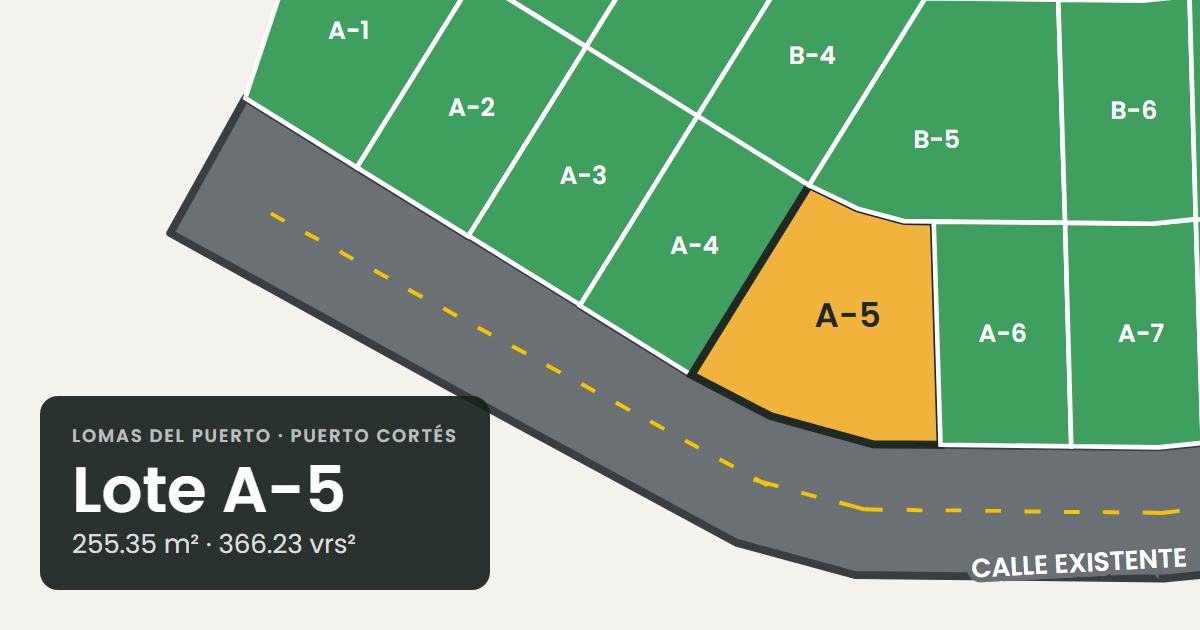 A-1
B-4
A-2
B-6
B-5
A-3
A-4
A-5
A-6
A-7
LOMAS DEL PUERTO · PUERTO CORTÉS
Lote A-5
255.35 m² · 366.23 vrs²
CALLE EXISTENTE